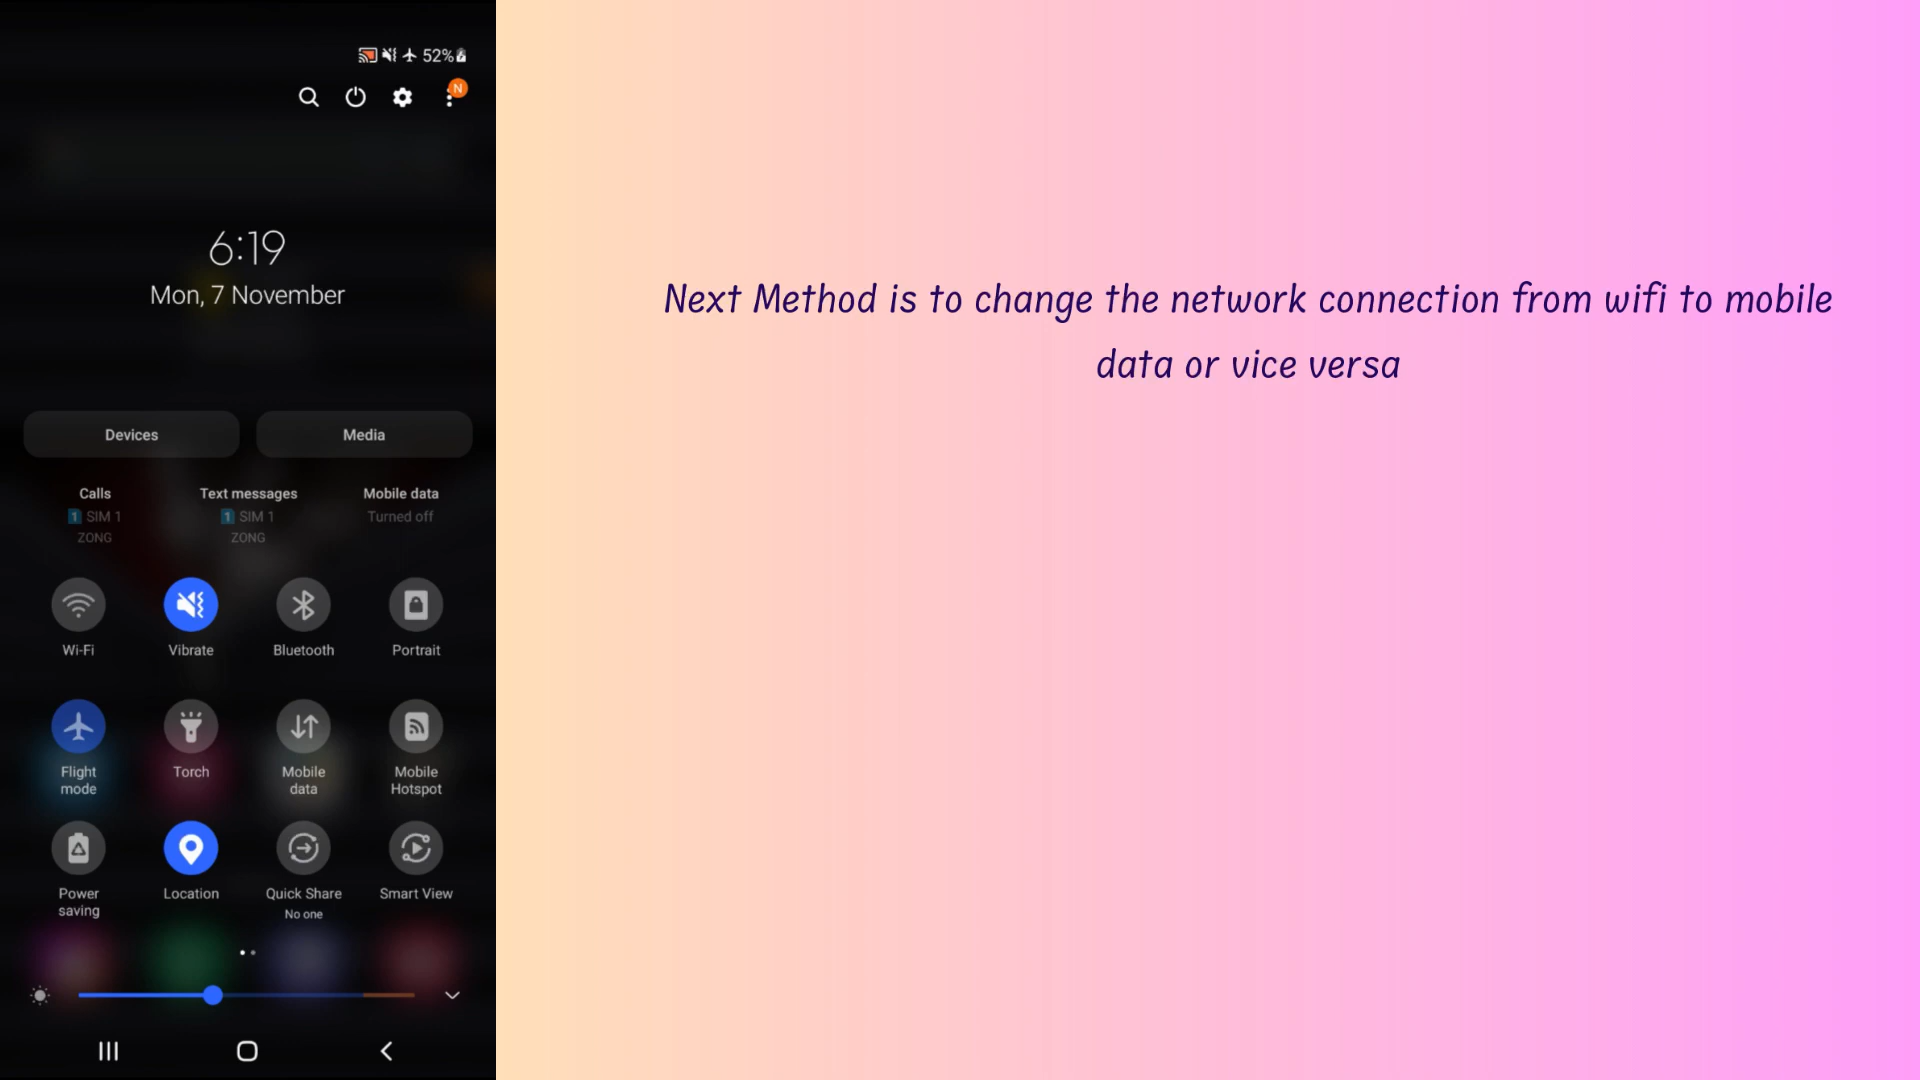 52%
N
6:19
Mon, 7 November
Devices
Media
Calls
1 SIM 1
ZONG
Text messages
1 SIM 1
ZONG
Mobile data
Turned off
Wi-Fi
Vibrate
Bluetooth
Portrait
Flight
mode
Torch
Mobile
data
Mobile
Hotspot
Power
saving
Location
Quick Share
No one
Smart View
Next Method is to change the network connection from wifi to mobile
data or vice versa